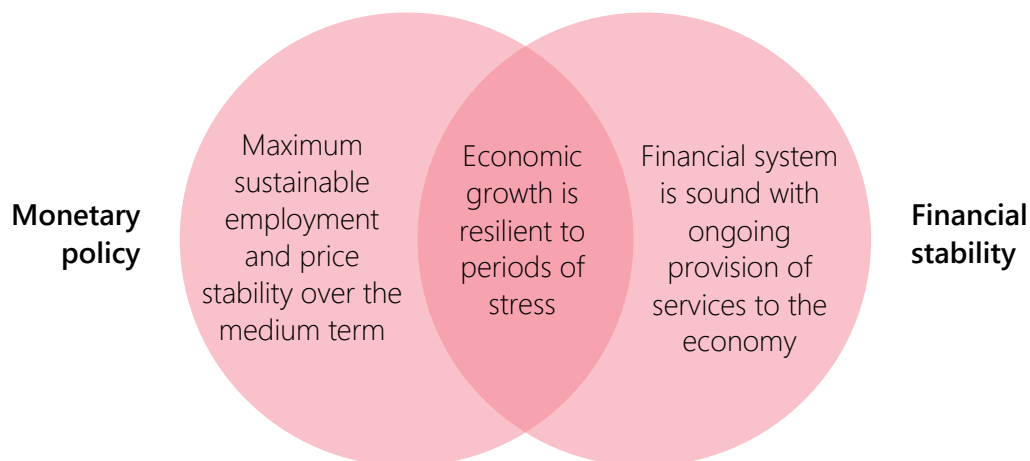 Monetary
policy
Maximum
sustainable
employment
and price
stability over the
medium term
Economic
growth is
resilient to
periods of
stress
Financial system
is sound with
ongoing
provision of
services to the
economy
Financial
stability